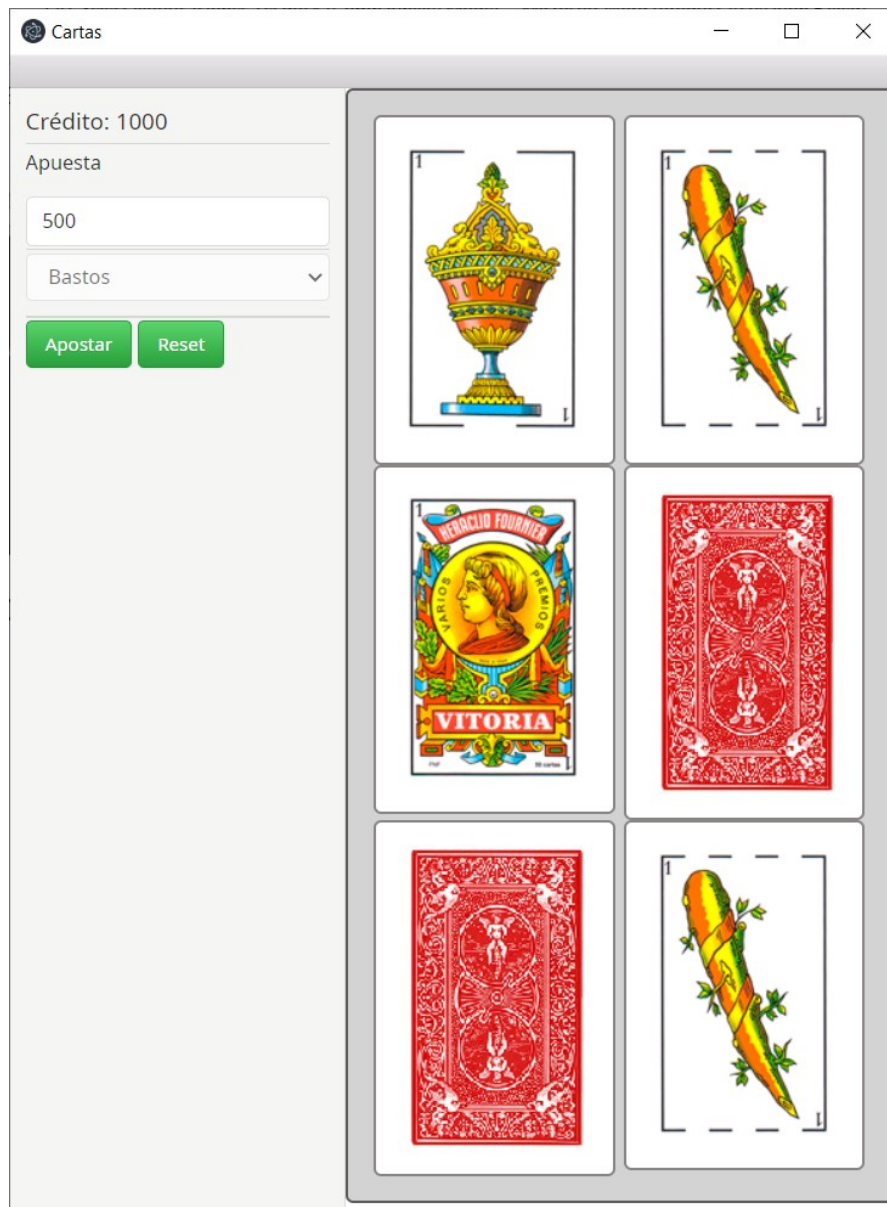 Cartas
Crédito: 1000
Apuesta
500
Bastos
Apostar Reset
1
1
1
1
1
HERACLIO FOURNIER
VARIOS PREMIOS
VITORIA
1
1
1